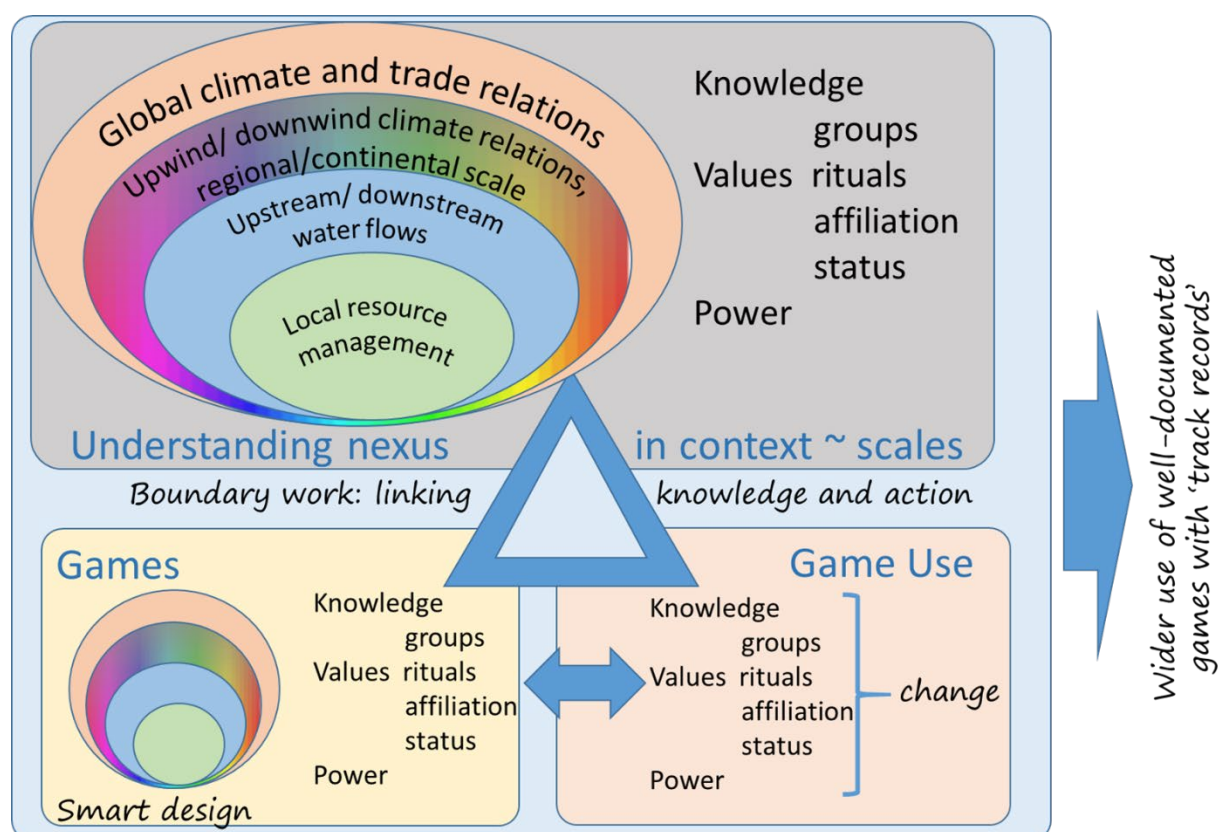 Global climate and trade relations
Upwind/ downwind climate relations,
regional/continental scale
Upstream/ downstream
water flows
Local resource
management
Knowledge
groups
Values rituals
affiliation
status
Power
Understanding nexus in context ~ scales
Boundary work: linking knowledge and action
Games
Knowledge
groups
Values rituals
affiliation
status
Power
Smart design
Game Use
Knowledge
groups
Values rituals
affiliation
status
Power
change
Wider use of well-documented
games with ‘track records’